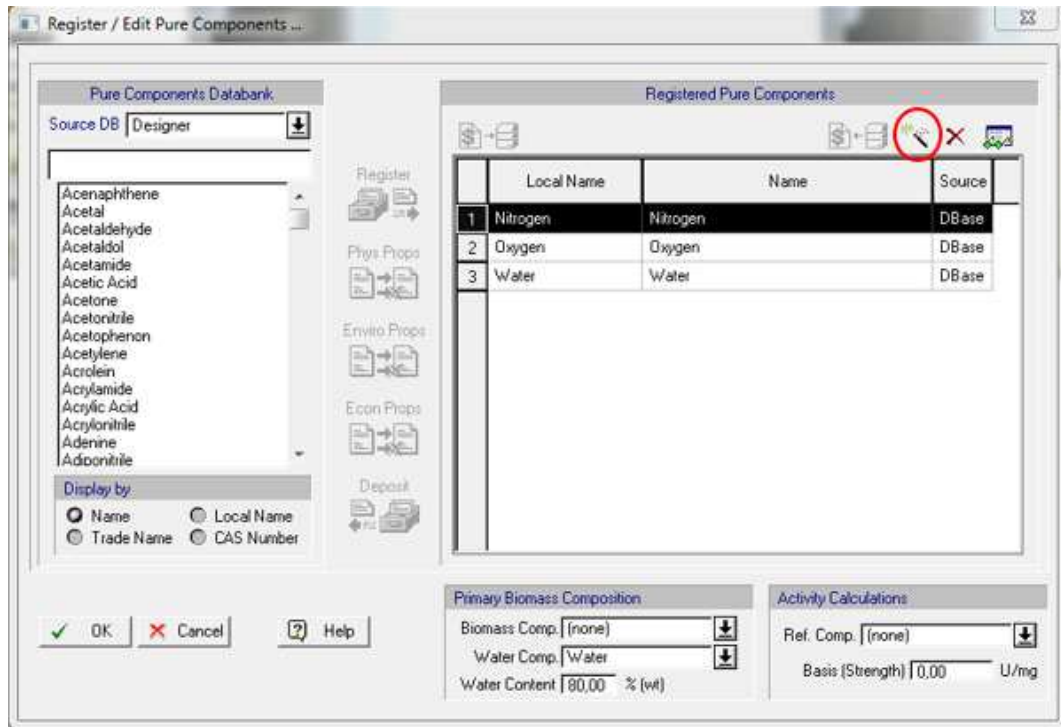 Register / Edit Pure Components ...
Pure Components Databank
Source DB Designer
Acenaphthene
Acetal
Acetaldehyde
Acetaldol
Acetamide
Acetic Acid
Acetone
Acetonitrile
Acetophenon
Acetylene
Acrolein
Acrylamide
Acrylic Acid
Acrylonitrile
Adenine
Adiponitrile
Display by
Name Local Name
Trade Name CAS Number
Register
Phys Props
Enviro Props
Econ Props
Deposit
Registered Pure Components
Local Name Name Source
1 Nitrogen Nitrogen DBase
2 Oxygen Oxygen DBase
3 Water Water DBase
OK Cancel Help
Primary Biomass Composition
Biomass Comp. (none)
Water Comp. Water
Water Content 80,00 % (wt)
Activity Calculations
Ref. Comp. (none)
Basis (Strength) 0,00 U/mg